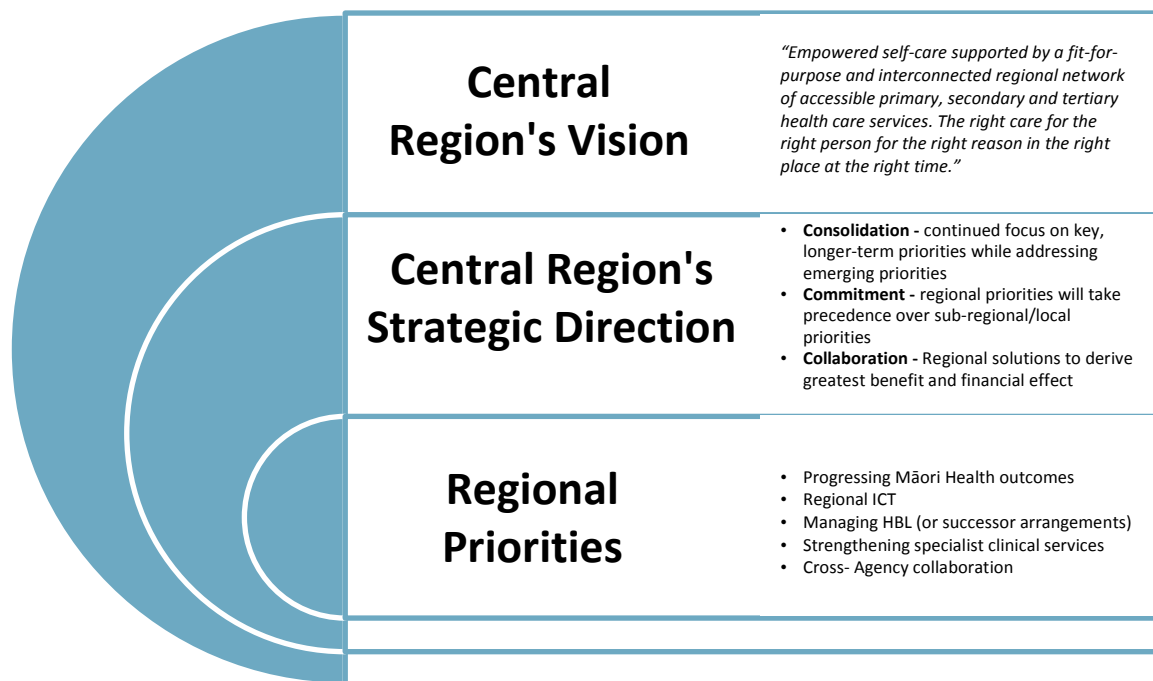 Central
Region's Vision
“Empowered self-care supported by a fit-for-
purpose and interconnected regional network
of accessible primary, secondary and tertiary
health care services. The right care for the
right person for the right reason in the right
place at the right time.”
Central Region's
Strategic Direction
• Consolidation - continued focus on key,
longer-term priorities while addressing
emerging priorities
• Commitment - regional priorities will take
precedence over sub-regional/local
priorities
• Collaboration - Regional solutions to derive
greatest benefit and financial effect
Regional
Priorities
• Progressing Māori Health outcomes
• Regional ICT
• Managing HBL (or successor arrangements)
• Strengthening specialist clinical services
• Cross- Agency collaboration